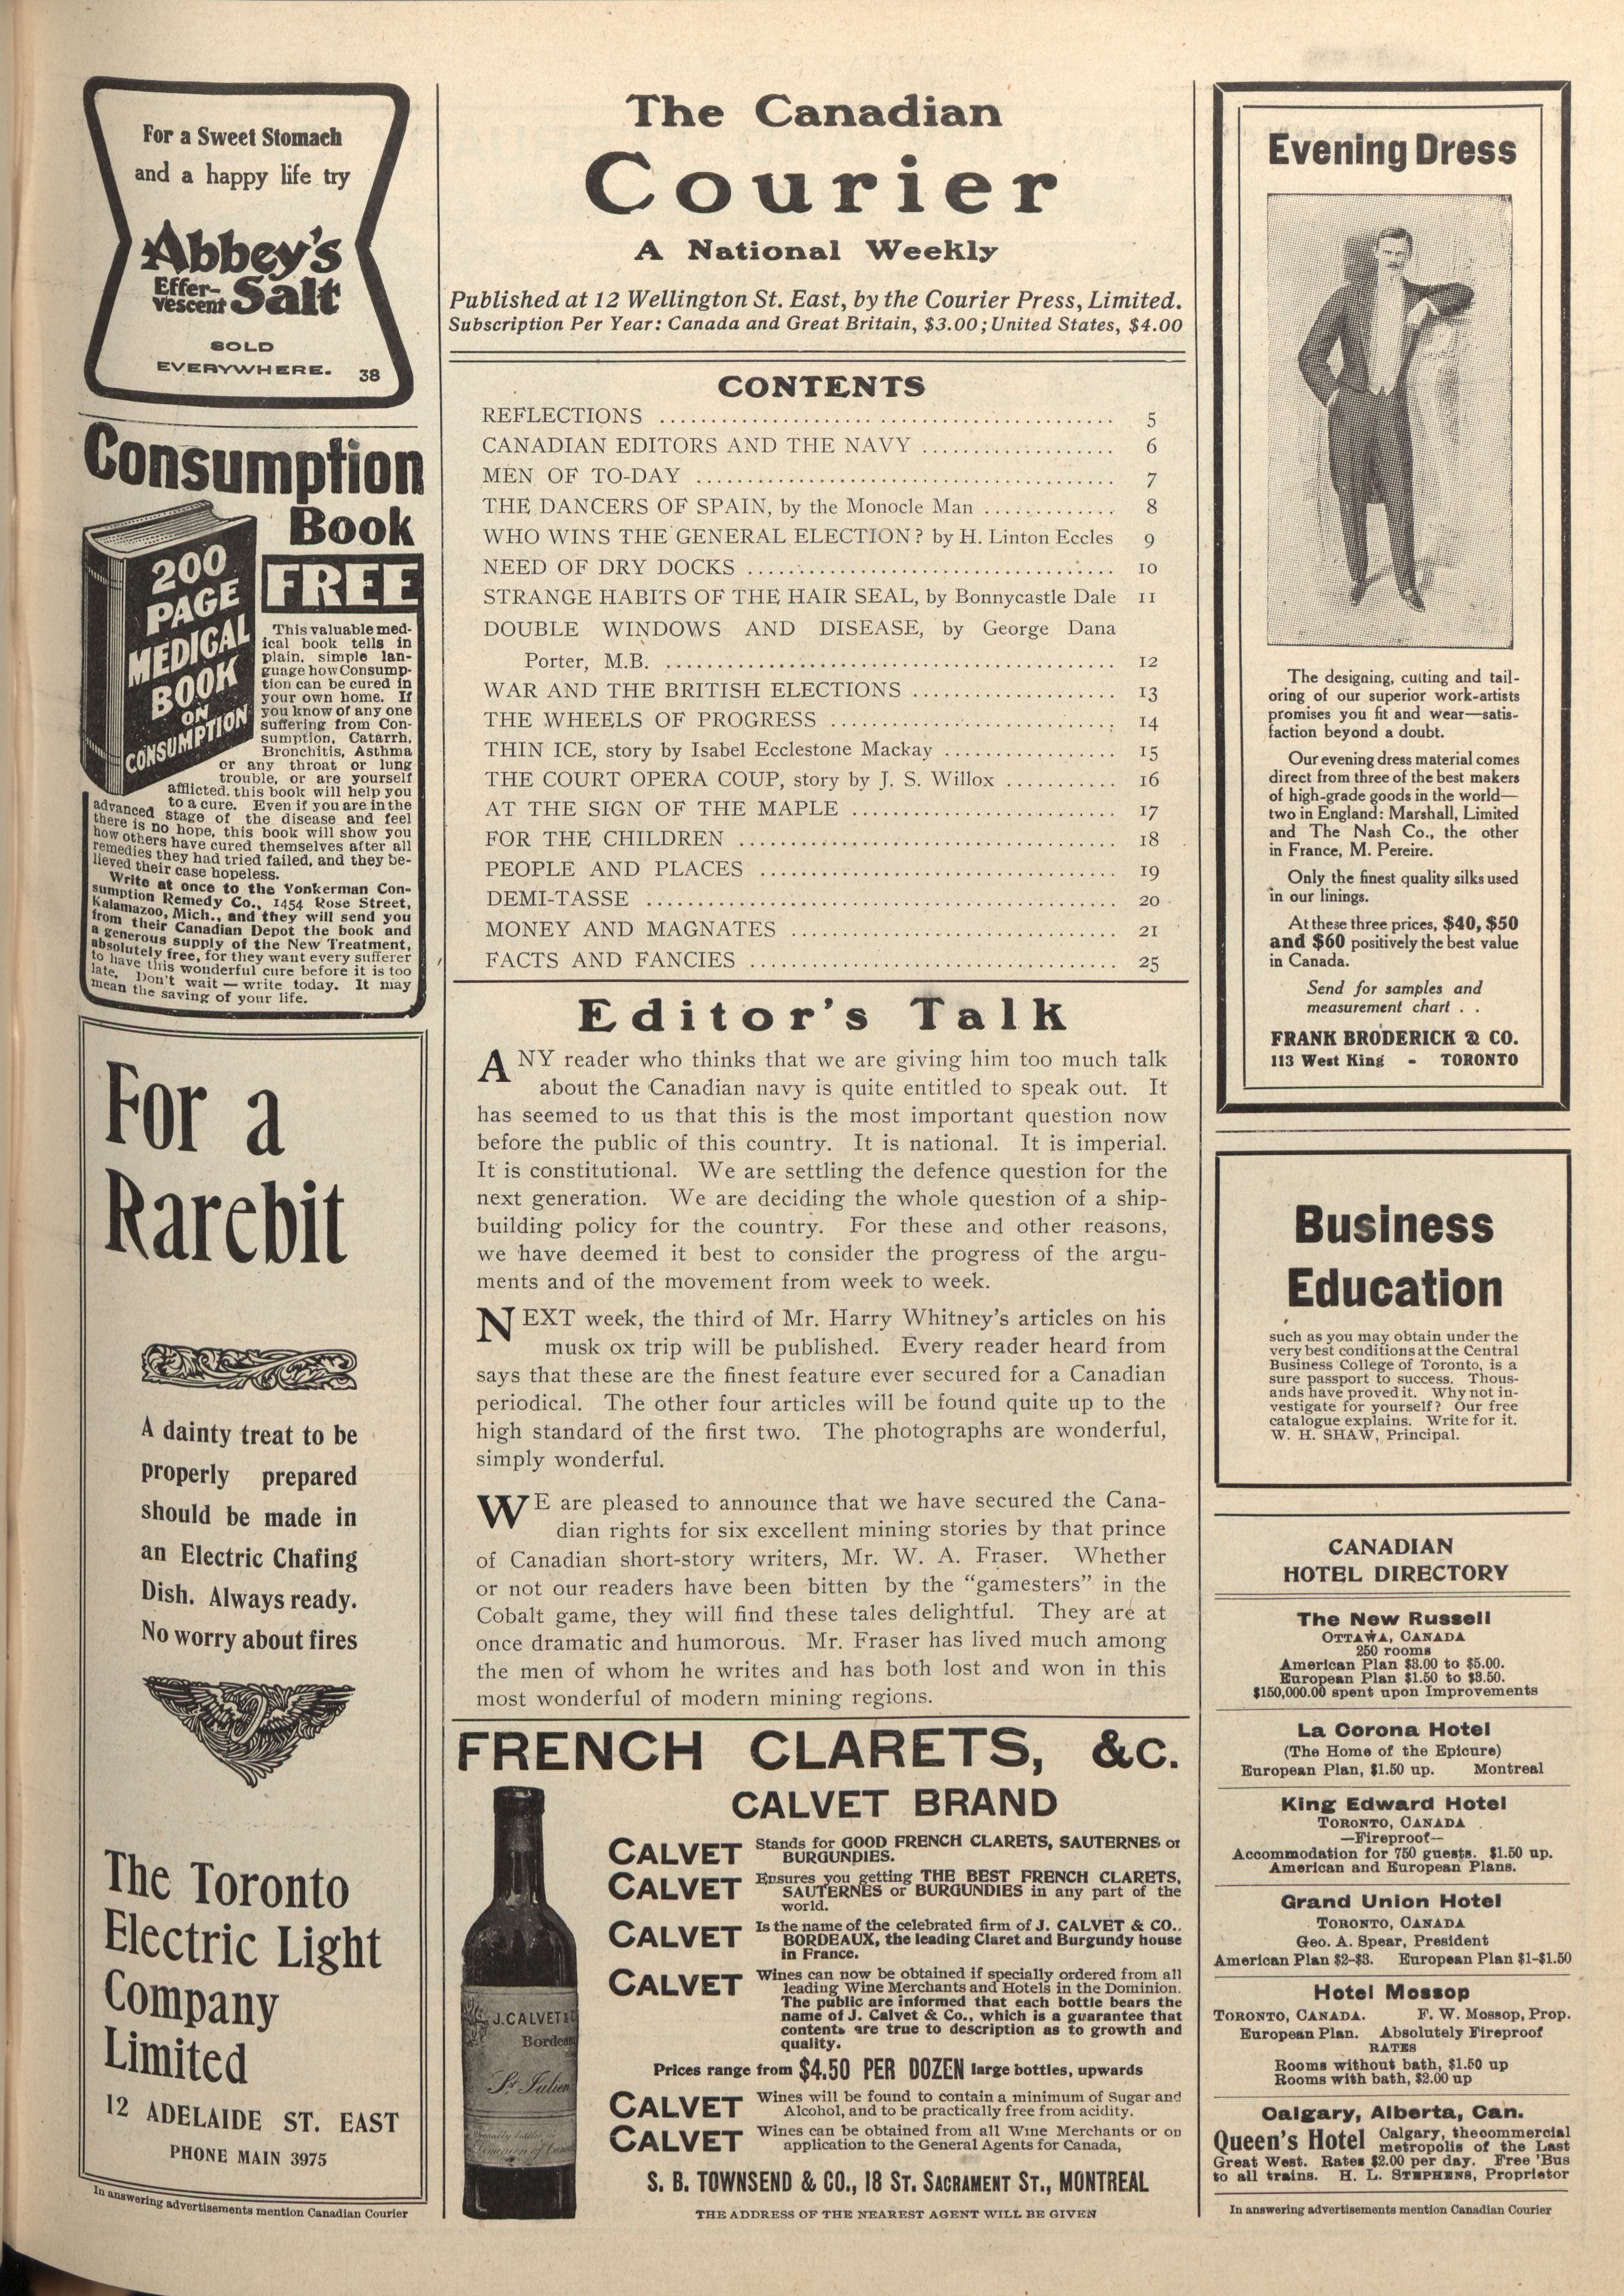 For a Sweet Stomach
and a happy life try
Abbey's
Effer-
vescent Salt
SOLD
EVERYWHERE. 38
Consumption
Book
FREE
200
PAGE
MEDICAL
BOOK
ON
CONSUMPTION
This valuable med-
ical book tells in
plain, simple lan-
guage how Consump-
tion can be cured in
your own home. If
you know of any one
suffering from Con-
sumption, Catarrh,
Bronchitis, Asthma
or any throat or lung
trouble, or are yourself
afflicted, this book will help you
to a cure. Even if you are in the
advanced stage of the disease and feel
there is no hope, this book will show you
how others have cured themselves after all
remedies they had tried failed, and they be-
lieved their case hopeless.
Write at once to the Yonkerman Con-
sumption Remedy Co., 1454 Rose Street,
Kalamazoo, Mich., and they will send you
from their Canadian Depot the book and
a generous supply of the New Treatment,
absolutely free, for they want every sufferer
to have this wonderful cure before it is too
late. Don't wait — write today. It may
mean the saving of your life.
For a
Rarebit
A dainty treat to be
properly prepared
should be made in
an Electric Chafing
Dish. Always ready.
No worry about fires
The Toronto
Electric Light
Company
Limited
12 ADELAIDE ST. EAST
PHONE MAIN 3975
In answering advertisements mention Canadian Courier
The Canadian
Courier
A National Weekly
Published at 12 Wellington St. East, by the Courier Press, Limited.
Subscription Per Year: Canada and Great Britain, $3.00; United States, $4.00
CONTENTS
REFLECTIONS ........ 5
CANADIAN EDITORS AND THE NAVY ........ 6
MEN OF TO-DAY ........ 7
THE DANCERS OF SPAIN, by the Monocle Man ........ 8
WHO WINS THE GENERAL ELECTION? by H. Linton Eccles 9
NEED OF DRY DOCKS ........ 10
STRANGE HABITS OF THE HAIR SEAL, by Bonnycastle Dale 11
DOUBLE WINDOWS AND DISEASE, by George Dana
Porter, M.B. ........ 12
WAR AND THE BRITISH ELECTIONS ........ 13
THE WHEELS OF PROGRESS ........ 14
THIN ICE, story by Isabel Ecclestone Mackay ........ 15
THE COURT OPERA COUP, story by J. S. Willox ........ 16
AT THE SIGN OF THE MAPLE ........ 17
FOR THE CHILDREN ........ 18
PEOPLE AND PLACES ........ 19
DEMI-TASSE ........ 20
MONEY AND MAGNATES ........ 21
FACTS AND FANCIES ........ 25
Editor's Talk
ANY reader who thinks that we are giving him too much talk
about the Canadian navy is quite entitled to speak out. It
has seemed to us that this is the most important question now
before the public of this country. It is national. It is imperial.
It is constitutional. We are settling the defence question for the
next generation. We are deciding the whole question of a ship-
building policy for the country. For these and other reasons,
we have deemed it best to consider the progress of the argu-
ments and of the movement from week to week.
NEXT week, the third of Mr. Harry Whitney's articles on his
musk ox trip will be published. Every reader heard from
says that these are the finest feature ever secured for a Canadian
periodical. The other four articles will be found quite up to the
high standard of the first two. The photographs are wonderful,
simply wonderful.
WE are pleased to announce that we have secured the Cana-
dian rights for six excellent mining stories by that prince
of Canadian short-story writers, Mr. W. A. Fraser. Whether
or not our readers have been bitten by the "gamesters" in the
Cobalt game, they will find these tales delightful. They are at
once dramatic and humorous. Mr. Fraser has lived much among
the men of whom he writes and has both lost and won in this
most wonderful of modern mining regions.
FRENCH CLARETS, &c.
CALVET BRAND
CALVET Stands for GOOD FRENCH CLARETS, SAUTERNES or
BURGUNDIES.
CALVET Ensures you getting THE BEST FRENCH CLARETS,
SAUTERNES or BURGUNDIES in any part of the
world.
CALVET Is the name of the celebrated firm of J. CALVET & CO.,
BORDEAUX, the leading Claret and Burgundy house
in France.
CALVET Wines can now be obtained if specially ordered from all
leading Wine Merchants and Hotels in the Dominion.
The public are informed that each bottle bears the
name of J. Calvet & Co., which is a guarantee that
contents are true to description as to growth and
quality.
Prices range from $4.50 PER DOZEN large bottles, upwards
CALVET Wines will be found to contain a minimum of Sugar and
Alcohol, and to be practically free from acidity.
CALVET Wines can be obtained from all Wine Merchants or on
application to the General Agents for Canada,
S. B. TOWNSEND & CO., 18 ST. SACRAMENT ST., MONTREAL
THE ADDRESS OF THE NEAREST AGENT WILL BE GIVEN
J. CALVET &
Bordeau
St Julien
Evening Dress
The designing, cutting and tail-
oring of our superior work-artists
promises you fit and wear—satis-
faction beyond a doubt.
Our evening dress material comes
direct from three of the best makers
of high-grade goods in the world—
two in England: Marshall, Limited
and The Nash Co., the other
in France, M. Pereire.
Only the finest quality silks used
in our linings.
At these three prices, $40, $50
and $60 positively the best value
in Canada.
Send for samples and
measurement chart . .
FRANK BRODERICK & CO.
113 West King - TORONTO
Business
Education
such as you may obtain under the
very best conditions at the Central
Business College of Toronto, is a
sure passport to success. Thous-
ands have proved it. Why not in-
vestigate for yourself? Our free
catalogue explains. Write for it.
W. H. SHAW, Principal.
CANADIAN
HOTEL DIRECTORY
The New Russell
OTTAWA, CANADA
250 rooms
American Plan $3.00 to $5.00.
European Plan $1.50 to $3.50.
$150,000.00 spent upon Improvements
La Corona Hotel
(The Home of the Epicure)
European Plan, $1.50 up. Montreal
King Edward Hotel
TORONTO, CANADA
—Fireproof—
Accommodation for 750 guests. $1.50 up.
American and European Plans.
Grand Union Hotel
TORONTO, CANADA
Geo. A. Spear, President
American Plan $2–$3. European Plan $1–$1.50
Hotel Mossop
TORONTO, CANADA. F. W. Mossop, Prop.
European Plan. Absolutely Fireproof
RATES
Rooms without bath, $1.50 up
Rooms with bath, $2.00 up
Calgary, Alberta, Can.
Queen's Hotel Calgary, the commercial
metropolis of the Last
Great West. Rates $2.00 per day. Free 'Bus
to all trains. H. L. STEPHENS, Proprietor
In answering advertisements mention Canadian Courier